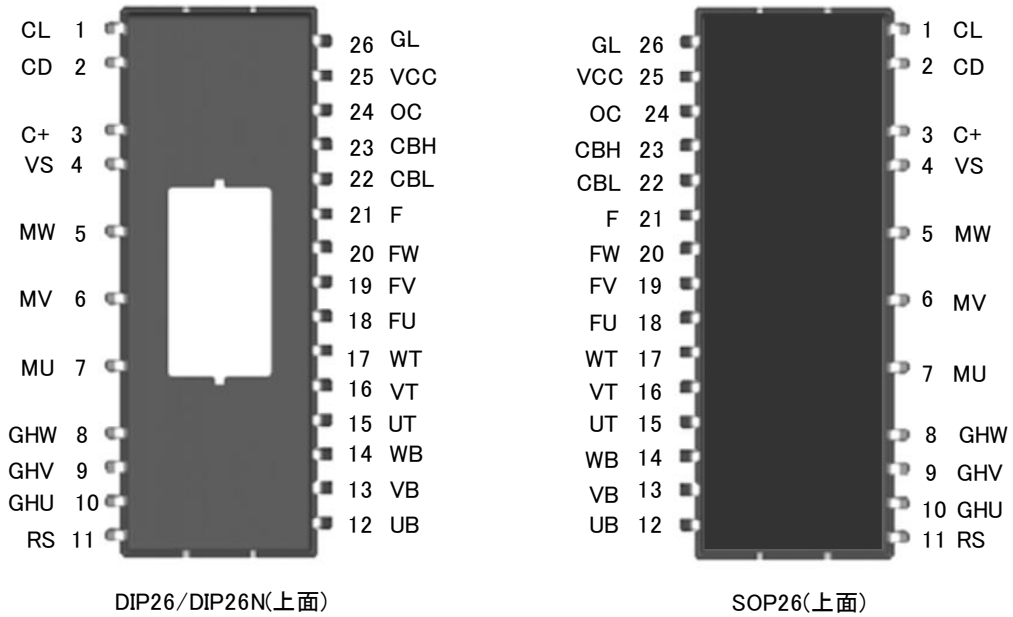 CL 1
CD 2
C+ 3
VS 4
MW 5
MV 6
MU 7
GHW 8
GHV 9
GHU 10
RS 11
26 GL
25 VCC
24 OC
23 CBH
22 CBL
21 F
20 FW
19 FV
18 FU
17 WT
16 VT
15 UT
14 WB
13 VB
12 UB
DIP26/DIP26N(上面)
GL 26
VCC 25
OC 24
CBH 23
CBL 22
F 21
FW 20
FV 19
FU 18
WT 17
VT 16
UT 15
WB 14
VB 13
UB 12
1 CL
2 CD
3 C+
4 VS
5 MW
6 MV
7 MU
8 GHW
9 GHV
10 GHU
11 RS
SOP26(上面)